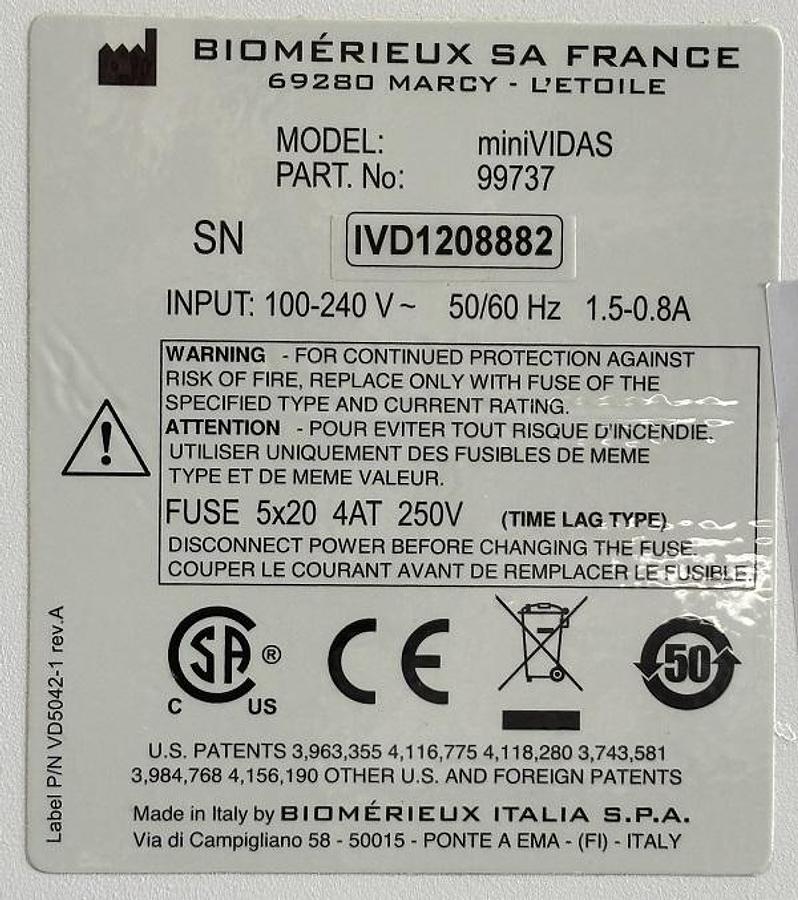 BIOMÉRIEUX SA FRANCE
69280 MARCY - L'ETOILE
MODEL: miniVIDAS
PART. No: 99737
SN IVD1208882
INPUT: 100-240 V ~ 50/60 Hz 1.5-0.8A
WARNING - FOR CONTINUED PROTECTION AGAINST
RISK OF FIRE, REPLACE ONLY WITH FUSE OF THE
SPECIFIED TYPE AND CURRENT RATING.
ATTENTION - POUR EVITER TOUT RISQUE D'INCENDIE.
UTILISER UNIQUEMENT DES FUSIBLES DE MEME
TYPE ET DE MEME VALEUR.
FUSE 5x20 4AT 250V (TIME LAG TYPE)
DISCONNECT POWER BEFORE CHANGING THE FUSE.
COUPER LE COURANT AVANT DE REMPLACER LE FUSIBLE.
SA ® C US CE 50
U.S. PATENTS 3,963,355 4,116,775 4,118,280 3,743,581
3,984,768 4,156,190 OTHER U.S. AND FOREIGN PATENTS
Made in Italy by BIOMÉRIEUX ITALIA S.P.A.
Via di Campigliano 58 - 50015 - PONTE A EMA - (FI) - ITALY
Label P/N VD5042-1 rev.A